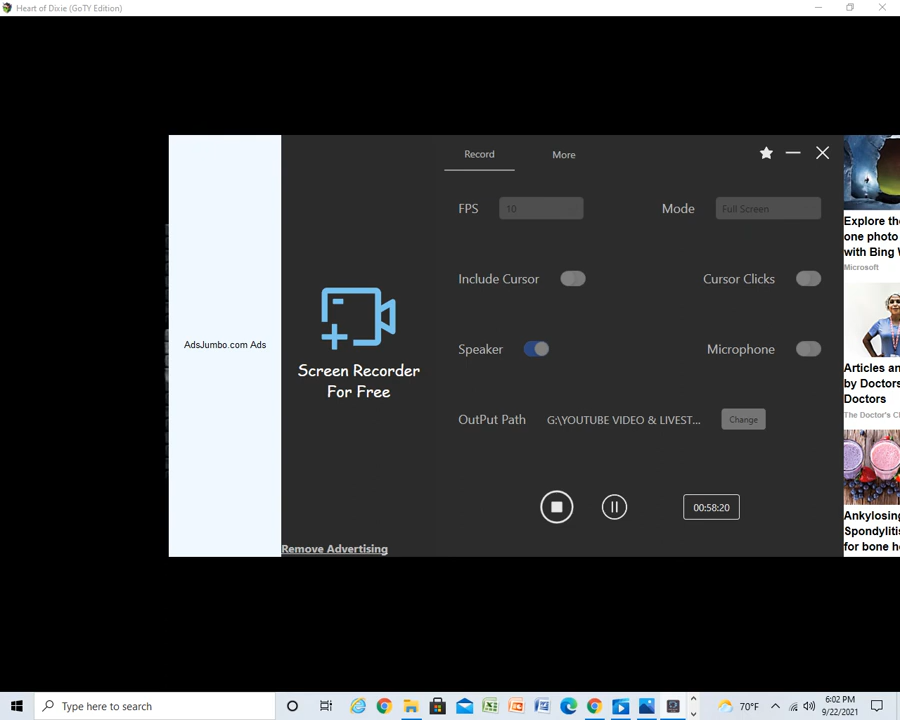 Heart of Dixie (GoTY Edition)
Record
More
FPS
10
Mode
Full Screen
Include Cursor
Cursor Clicks
Speaker
Microphone
OutPut Path
G:\YOUTUBE VIDEO & LIVEST...
Change
00:58:20
AdsJumbo.com Ads
Screen Recorder
For Free
Remove Advertising
Explore the
one photo
with Bing
Microsoft
Articles an
by Doctors
Doctors
The Doctor's
Ankylosing
Spondyliti
for bone
Type here to search
70°F
6:02 PM
9/22/2021